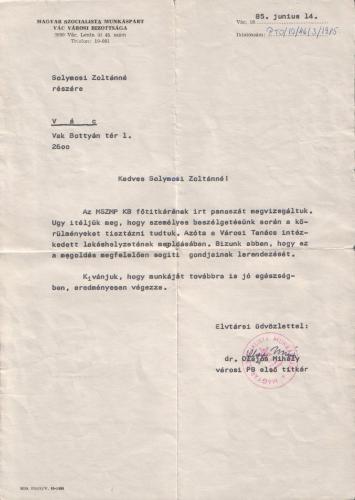 MAGYAR SZOCIALISTA MUNKÁSPÁRT
VÁC VÁROSI BIZOTTSÁGA
2600 Vác, Lenin út 45. szám
Telefon: 10-601
Vác, 19
85. junius 14.
Iktatószám:
Solymosi Zoltánné
részére
V á c
Vak Bottyán tér 1.
26oo
Kedves Solymosi Zoltánné!
Az MSZMP KB főtitkárának irt panaszát megvizsgáltuk.
Ugy itéljük meg, hogy személyes beszélgetésünk során a kö-
rülményeket tisztázni tudtuk. Azóta a Városi Tanács intéz-
kedett lakáshelyzetének megoldásában. Bizunk abban, hogy ez
a megoldás megfelelően segiti gondjainak lerendezését.
Kivánjuk, hogy munkáját továbbra is jó egészség-
ben, eredményesen végezze.
Elvtársi üdvözlettel:
dr. Mihály
városi PB első titkár